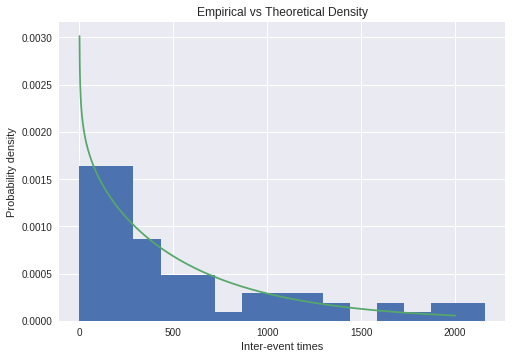 Empirical vs Theoretical Density
Probability density
0.0030
0.0025
0.0020
0.0015
0.0010
0.0005
0.0000
0 500 1000 1500 2000
Inter-event times